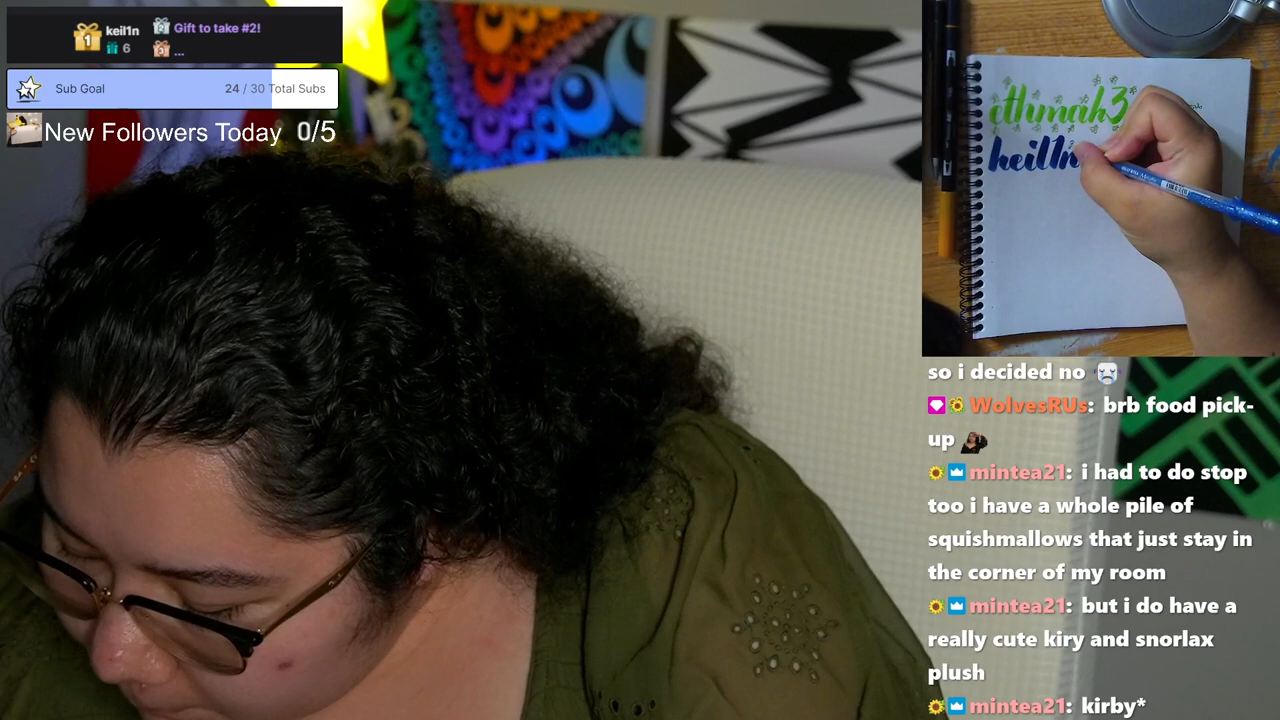 keil1n
6
Gift to take #2!
...
Sub Goal
24 / 30 Total Subs
New Followers Today 0/5
ethmah3
keil1n
so i decided no
WolvesRUs: brb food pick-
up
mintea21: i had to do stop
too i have a whole pile of
squishmallows that just stay in
the corner of my room
mintea21: but i do have a
really cute kiry and snorlax
plush
mintea21: kirby*